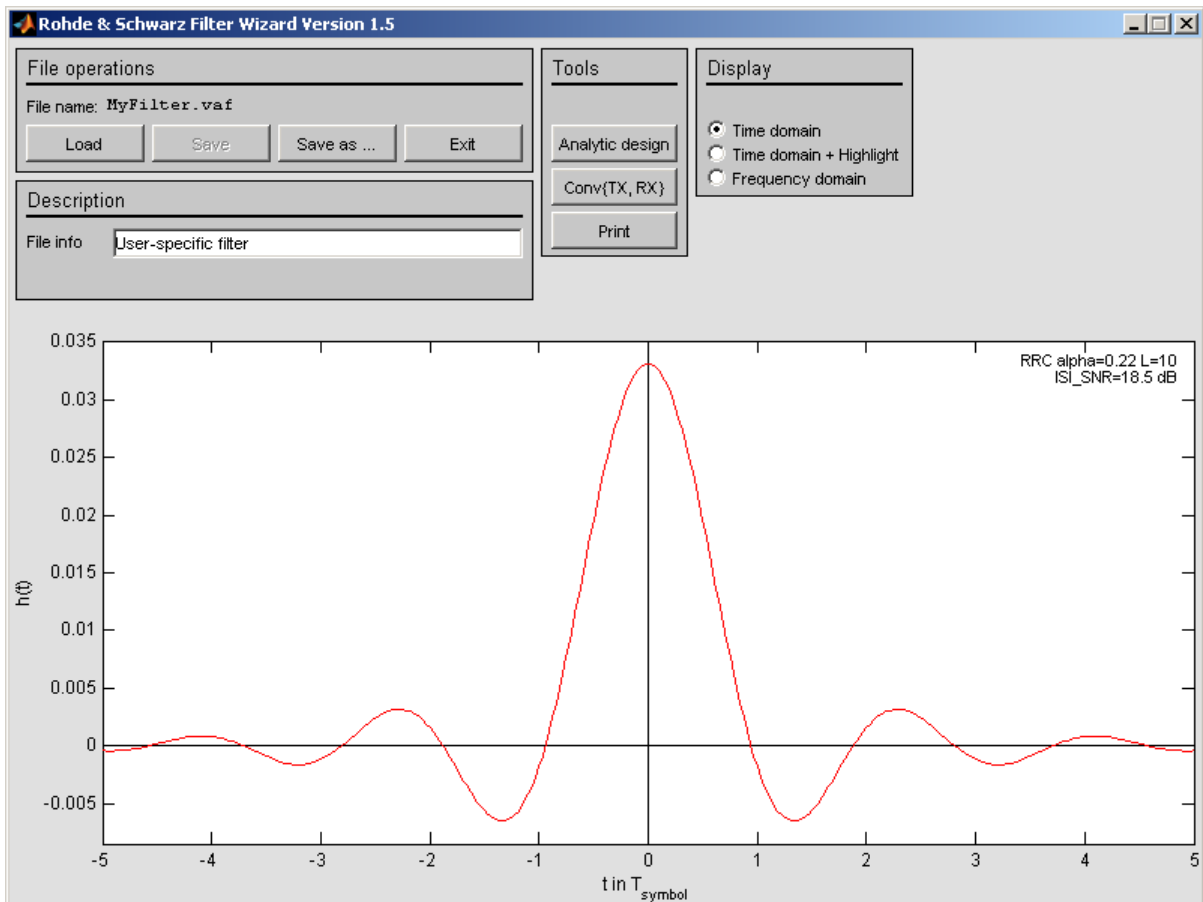 Rohde & Schwarz Filter Wizard Version 1.5
File operations
File name: MyFilter.vaf
Load
Save
Save as ...
Exit
Description
File info
User-specific filter
Tools
Analytic design
Conv{TX, RX}
Print
Display
Time domain
Time domain + Highlight
Frequency domain
RRC alpha=0.22 L=10
ISI_SNR=18.5 dB
0.035
0.03
0.025
0.02
0.015
0.01
0.005
0
-0.005
h(t)
-5
-4
-3
-2
-1
0
1
2
3
4
5
t in T_symbol